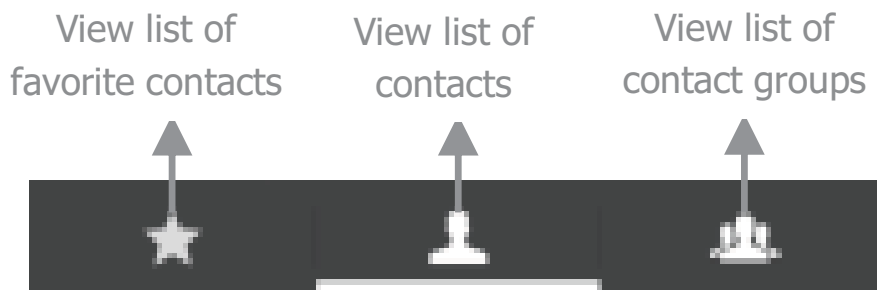 View list of
favorite contacts
View list of
contacts
View list of
contact groups